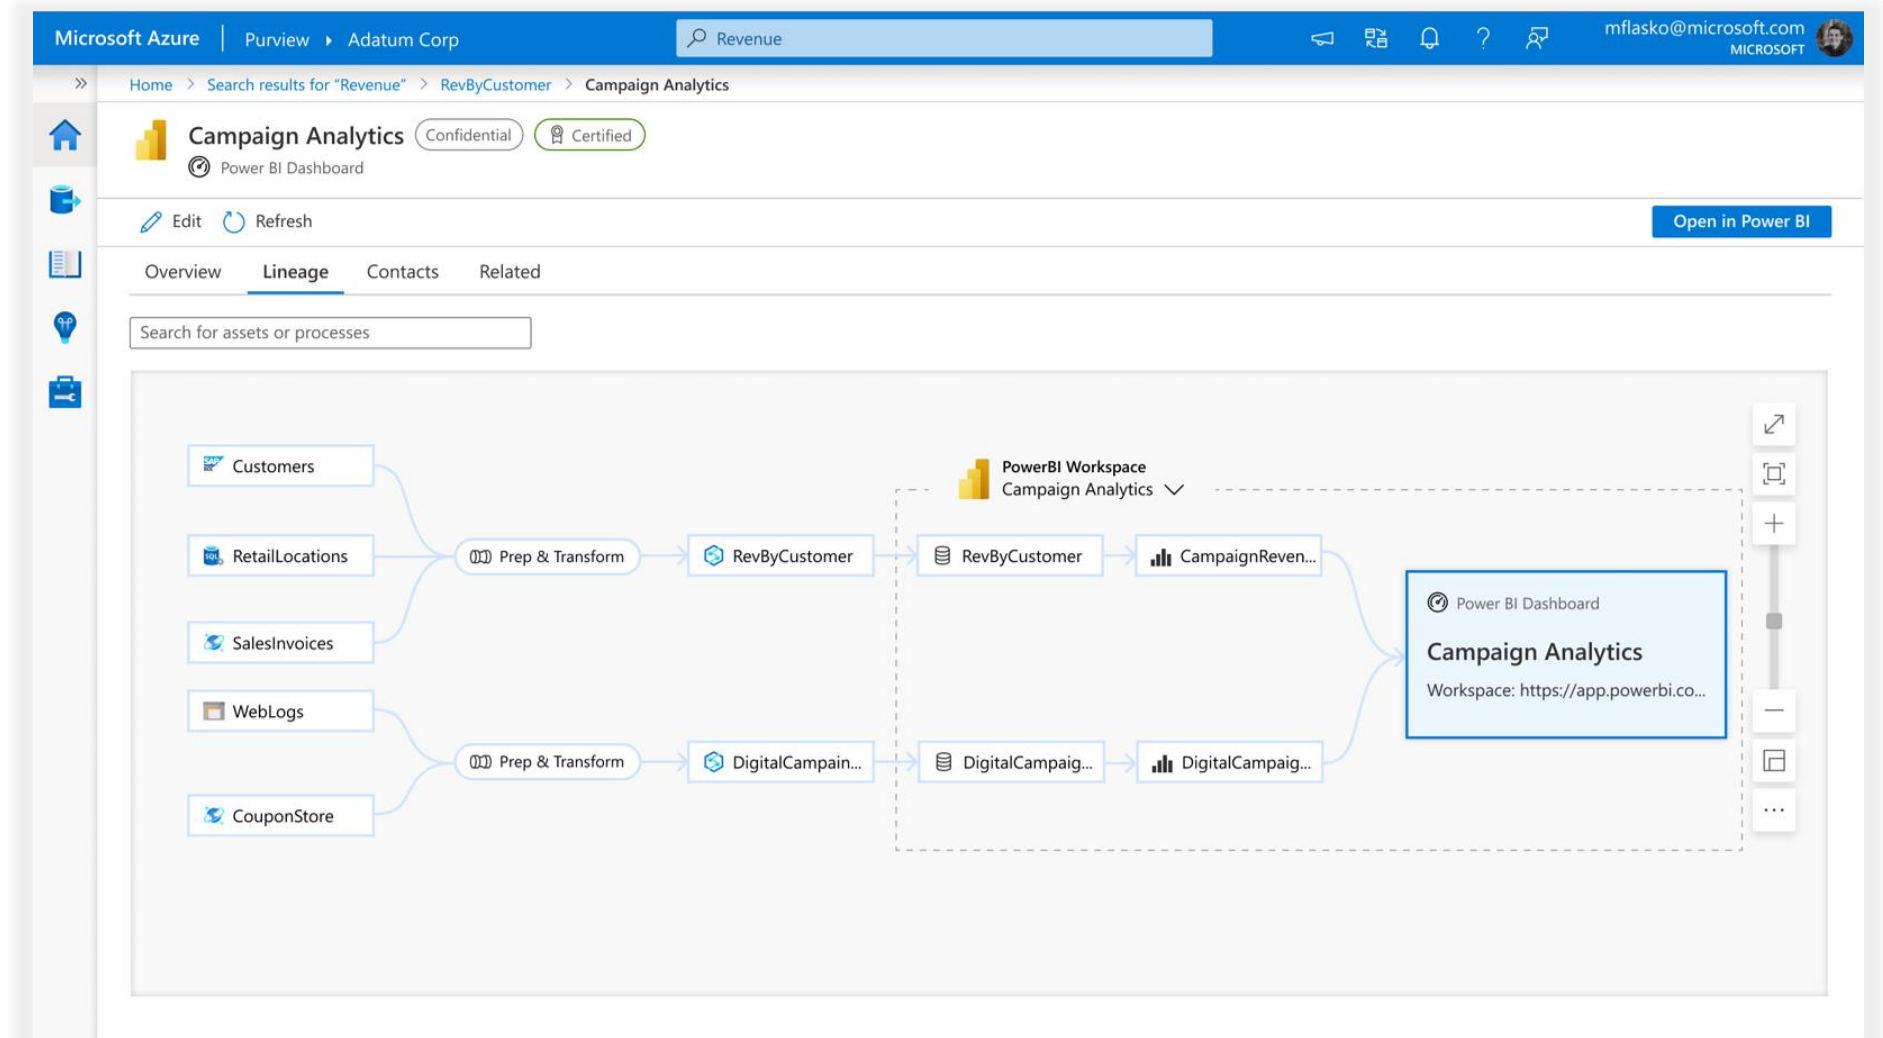 Microsoft Azure
Purview
Adatum Corp
Revenue
mflasko@microsoft.com
MICROSOFT
Home > Search results for "Revenue" > RevByCustomer > Campaign Analytics
Campaign Analytics
Confidential
Certified
Power BI Dashboard
Edit
Refresh
Open in Power BI
Overview
Lineage
Contacts
Related
Search for assets or processes
SAP
Customers
PowerBI Workspace
Campaign Analytics
SQL
RetailLocations
Prep & Transform
RevByCustomer
RevByCustomer
CampaignReven...
SalesInvoices
Power BI Dashboard
Campaign Analytics
Workspace: https://app.powerbi.co...
WebLogs
Prep & Transform
DigitalCampain...
DigitalCampaig...
DigitalCampaig...
CouponStore